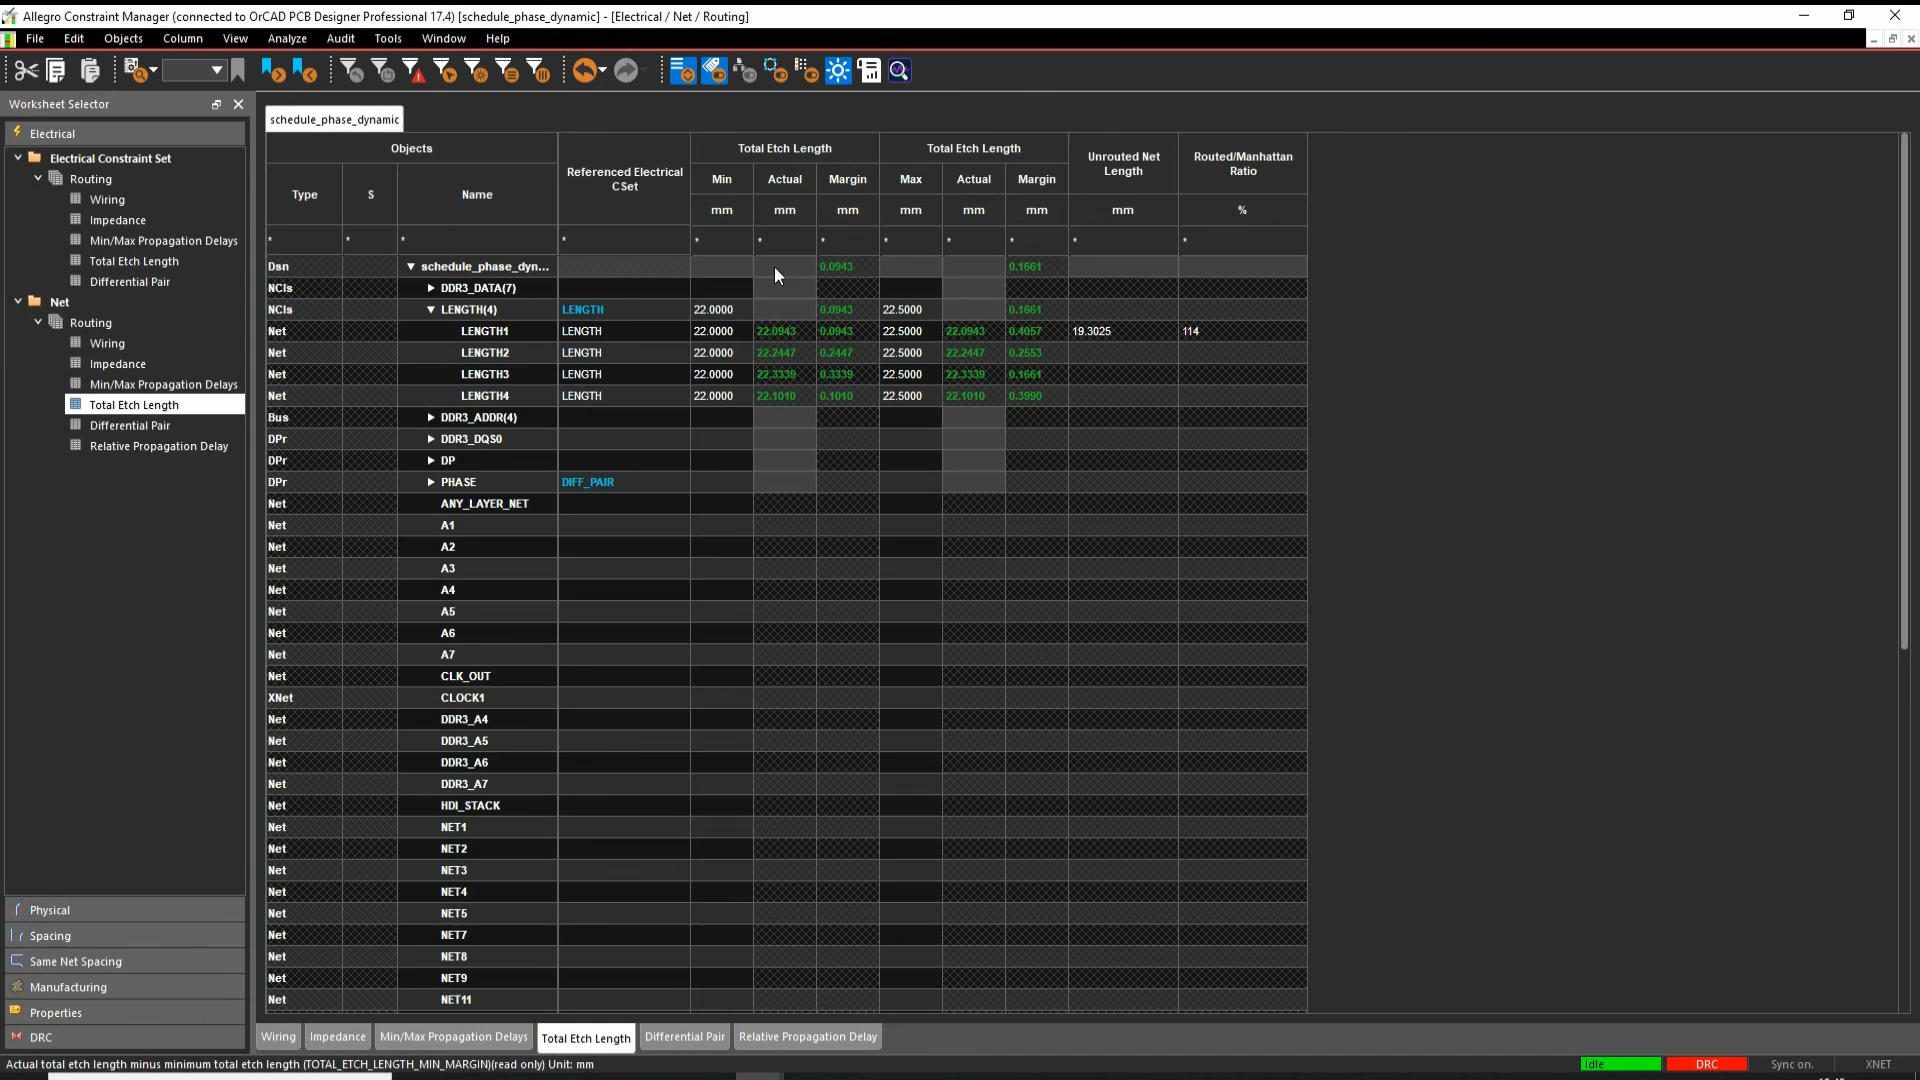 Allegro Constraint Manager (connected to OrCAD PCB Designer Professional 17.4) [schedule_phase_dynamic] - [Electrical / Net / Routing]
File Edit Objects Column View Analyze Audit Tools Window Help
Worksheet Selector
Electrical
Electrical Constraint Set
Routing
Wiring
Impedance
Min/Max Propagation Delays
Total Etch Length
Differential Pair
Net
Routing
Wiring
Impedance
Min/Max Propagation Delays
Total Etch Length
Differential Pair
Relative Propagation Delay
Physical
Spacing
Same Net Spacing
Manufacturing
Properties
DRC
schedule_phase_dynamic
Objects Referenced Electrical CSet Total Etch Length Total Etch Length Unrouted Net Length Routed/Manhattan Ratio
Type S Name Min Actual Margin Max Actual Margin
mm mm mm mm mm mm mm %
* * * * * * * * * * * *
Dsn schedule_phase_dyn... 0.0943 0.1661
NCls DDR3_DATA(7)
NCls LENGTH(4) LENGTH 22.0000 0.0943 22.5000 0.1661
Net LENGTH1 LENGTH 22.0000 22.0943 0.0943 22.5000 22.0943 0.4057 19.3025 114
Net LENGTH2 LENGTH 22.0000 22.2447 0.2447 22.5000 22.2447 0.2553
Net LENGTH3 LENGTH 22.0000 22.3339 0.3339 22.5000 22.3339 0.1661
Net LENGTH4 LENGTH 22.0000 22.1010 0.1010 22.5000 22.1010 0.3990
Bus DDR3_ADDR(4)
DPr DDR3_DQS0
DPr DP
DPr PHASE DIFF_PAIR
Net ANY_LAYER_NET
Net A1
Net A2
Net A3
Net A4
Net A5
Net A6
Net A7
Net CLK_OUT
XNet CLOCK1
Net DDR3_A4
Net DDR3_A5
Net DDR3_A6
Net DDR3_A7
Net HDI_STACK
Net NET1
Net NET2
Net NET3
Net NET4
Net NET5
Net NET7
Net NET8
Net NET9
Net NET11
Wiring Impedance Min/Max Propagation Delays Total Etch Length Differential Pair Relative Propagation Delay
Actual total etch length minus minimum total etch length (TOTAL_ETCH_LENGTH_MIN_MARGIN)(read only) Unit: mm Idle DRC Sync on. XNET